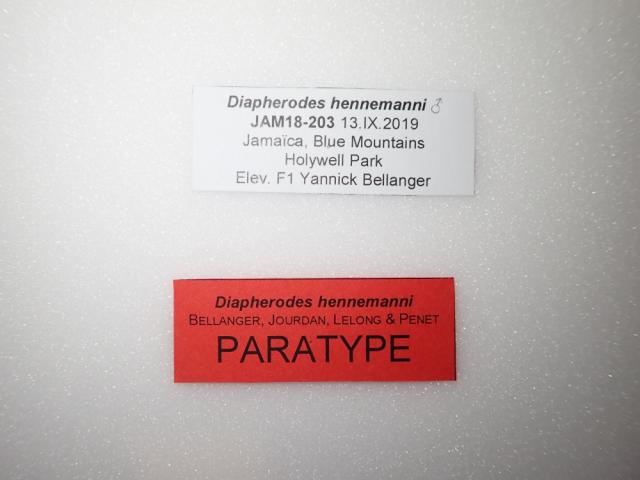 Diapherodes hennemanni ♂
JAM18-203 13.IX.2019
Jamaïca, Blue Mountains
Holywell Park
Elev. F1 Yannick Bellanger
Diapherodes hennemanni
BELLANGER, JOURDAN, LELONG & PENET
PARATYPE